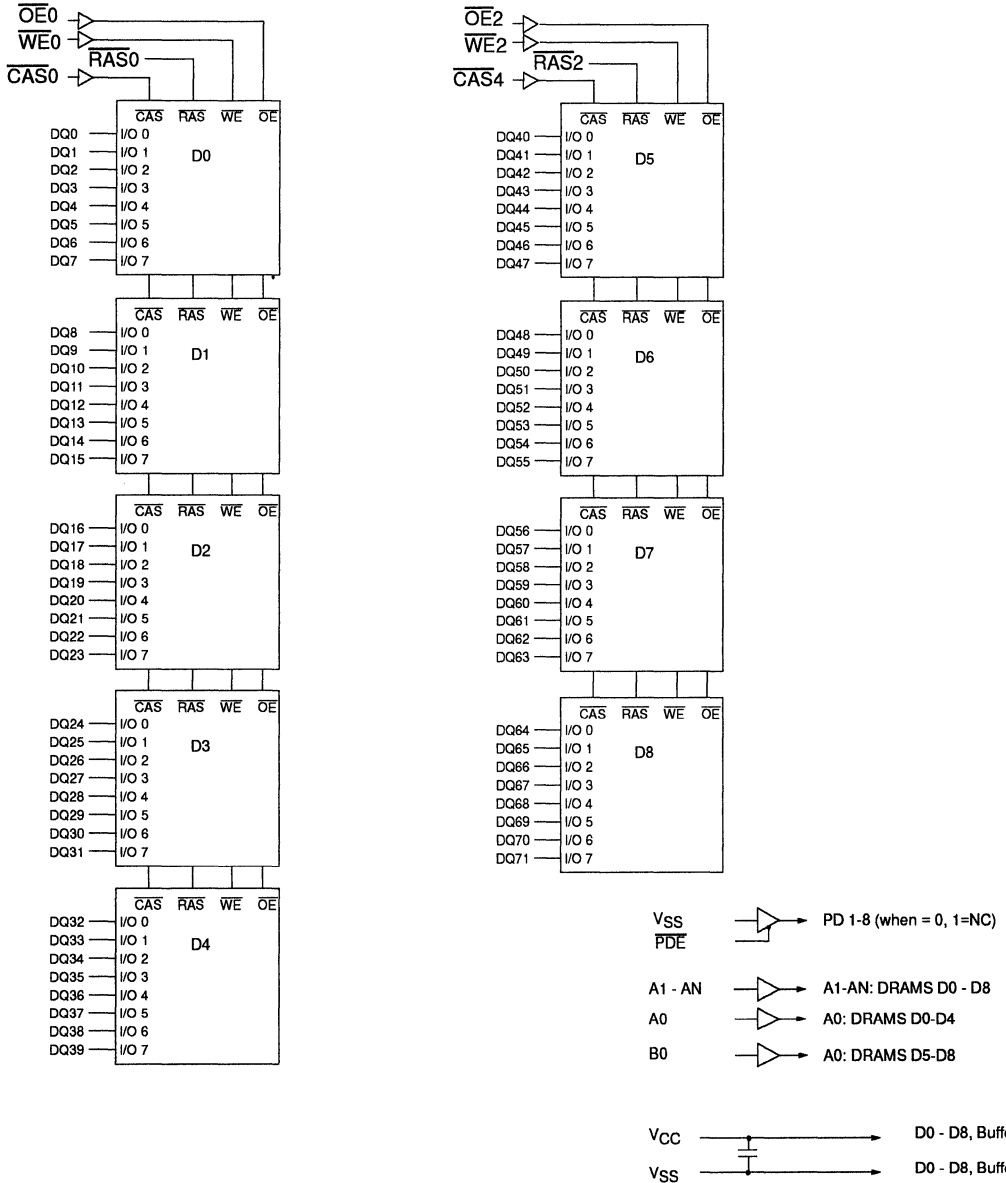 OE0
WE0
RAS0
CAS0
CAS RAS WE OE
D0
DQ0 I/O 0
DQ1 I/O 1
DQ2 I/O 2
DQ3 I/O 3
DQ4 I/O 4
DQ5 I/O 5
DQ6 I/O 6
DQ7 I/O 7
CAS RAS WE OE
D1
DQ8 I/O 0
DQ9 I/O 1
DQ10 I/O 2
DQ11 I/O 3
DQ12 I/O 4
DQ13 I/O 5
DQ14 I/O 6
DQ15 I/O 7
CAS RAS WE OE
D2
DQ16 I/O 0
DQ17 I/O 1
DQ18 I/O 2
DQ19 I/O 3
DQ20 I/O 4
DQ21 I/O 5
DQ22 I/O 6
DQ23 I/O 7
CAS RAS WE OE
D3
DQ24 I/O 0
DQ25 I/O 1
DQ26 I/O 2
DQ27 I/O 3
DQ28 I/O 4
DQ29 I/O 5
DQ30 I/O 6
DQ31 I/O 7
CAS RAS WE OE
D4
DQ32 I/O 0
DQ33 I/O 1
DQ34 I/O 2
DQ35 I/O 3
DQ36 I/O 4
DQ37 I/O 5
DQ38 I/O 6
DQ39 I/O 7
OE2
WE2
RAS2
CAS4
CAS RAS WE OE
D5
DQ40 I/O 0
DQ41 I/O 1
DQ42 I/O 2
DQ43 I/O 3
DQ44 I/O 4
DQ45 I/O 5
DQ46 I/O 6
DQ47 I/O 7
CAS RAS WE OE
D6
DQ48 I/O 0
DQ49 I/O 1
DQ50 I/O 2
DQ51 I/O 3
DQ52 I/O 4
DQ53 I/O 5
DQ54 I/O 6
DQ55 I/O 7
CAS RAS WE OE
D7
DQ56 I/O 0
DQ57 I/O 1
DQ58 I/O 2
DQ59 I/O 3
DQ60 I/O 4
DQ61 I/O 5
DQ62 I/O 6
DQ63 I/O 7
CAS RAS WE OE
D8
DQ64 I/O 0
DQ65 I/O 1
DQ66 I/O 2
DQ67 I/O 3
DQ68 I/O 4
DQ69 I/O 5
DQ70 I/O 6
DQ71 I/O 7
VSS PD 1-8 (when = 0, 1=NC)
PDE
A1 - AN A1-AN: DRAMS D0 - D8
A0 A0: DRAMS D0-D4
B0 A0: DRAMS D5-D8
VCC D0 - D8, Buff
VSS D0 - D8, Buff